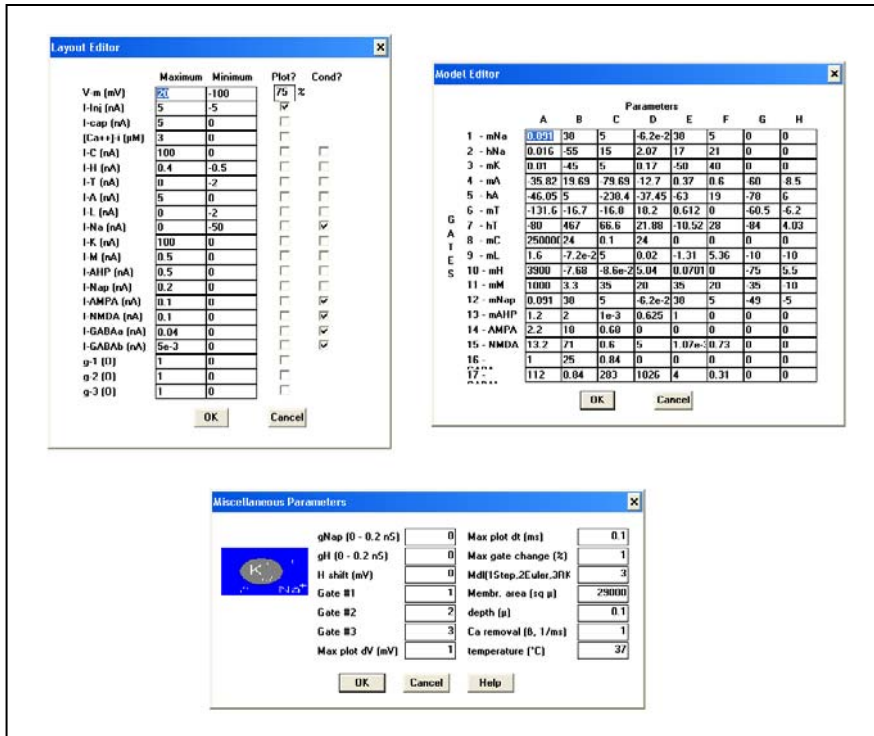 Layout Editor
Maximum Minimum Plot? Cond?
V-m (mV) 20 -100 75 %
I-Inj (nA) 5 -5
I-cap (nA) 5 0
[Ca++]-i (µM) 3 0
I-C (nA) 100 0
I-H (nA) 0.4 -0.5
I-T (nA) 0 -2
I-A (nA) 5 0
I-L (nA) 0 -2
I-Na (nA) 0 -50
I-K (nA) 100 0
I-M (nA) 0.5 0
I-AHP (nA) 0.5 0
I-Nap (nA) 0.2 0
I-AMPA (nA) 0.1 0
I-NMDA (nA) 0.1 0
I-GABAa (nA) 0.04 0
I-GABAb (nA) 5e-3 0
g-1 (0) 1 0
g-2 (0) 1 0
g-3 (0) 1 0
OK Cancel
Model Editor
Parameters
A B C D E F G H
GATES
1 - mNa 0.091 38 5 -6.2e-2 38 5 0 0
2 - hNa 0.016 -55 15 2.07 17 21 0 0
3 - mK 0.01 -45 5 0.17 -50 40 0 0
4 - mA -35.82 19.69 -79.69 -12.7 0.37 0.6 -60 -8.5
5 - hA -46.05 5 -238.4 -37.45 -63 19 -78 6
6 - mT -131.6 -16.7 -16.8 18.2 0.612 0 -60.5 -6.2
7 - hT -80 467 66.6 21.88 -10.52 28 -84 4.03
8 - mC 250000 24 0.1 24 0 0 0 0
9 - mL 1.6 -7.2e-2 5 0.02 -1.31 5.36 -10 -10
10 - mH 3900 -7.68 -8.6e-2 5.04 0.0701 0 -75 5.5
11 - mM 1000 3.3 35 20 35 20 -35 -10
12 - mNap 0.091 38 5 -6.2e-2 38 5 -49 -5
13 - mAHP 1.2 2 1e-3 0.625 1 0 0 0
14 - AMPA 2.2 18 0.68 0 0 0 0 0
15 - NMDA 13.2 71 0.6 5 1.07e- 0.73 0 0
16 - 1 25 0.84 0 0 0 0 0
17 - 112 0.84 283 1026 4 0.31 0 0
OK Cancel
Miscellaneous Parameters
K
Na+
gNap (0 - 0.2 nS) 0 Max plot dt (ms) 0.1
gH (0 - 0.2 nS) 0 Max gate change (%) 1
H shift (mV) 0 Mdl(1Step,2Euler,3RK 3
Gate #1 1 Membr. area (sq µ) 29000
Gate #2 2 depth (µ) 0.1
Gate #3 3 Ca removal (ß, 1/ms) 1
Max plot dV (mV) 1 temperature (°C) 37
OK Cancel Help